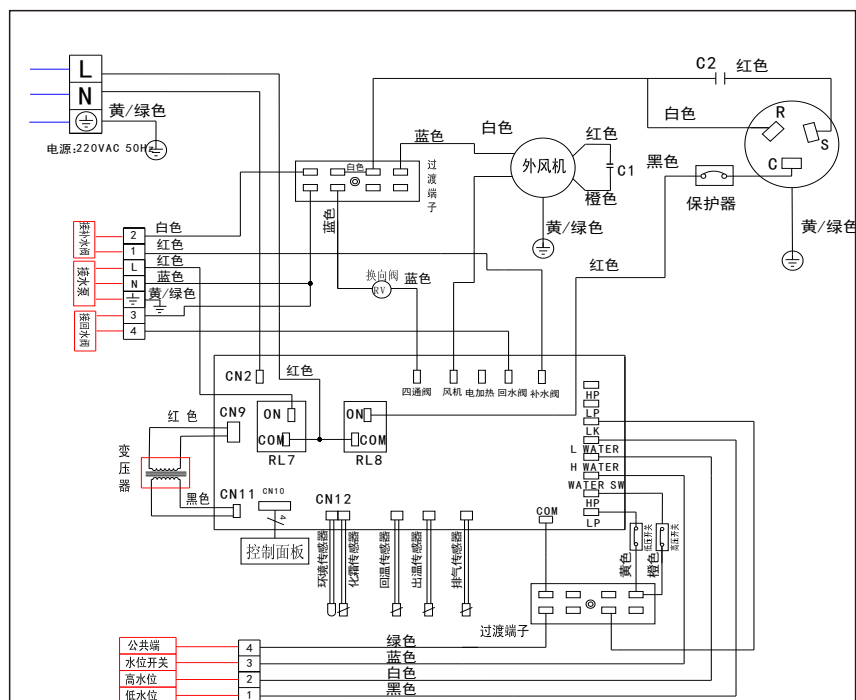 L
N
黄/绿色
电源:220VAC 50Hz
C2
红色
白色
R
S
C
黑色
保护器
黄/绿色
蓝色
白色
外风机
红色
C1
橙色
黄/绿色
白色
过渡端子
蓝色
接补水阀
2
白色
1
红色
接水泵
L
红色
N
蓝色
黄/绿色
接回水阀
3
4
换向阀
RV
蓝色
红色
CN2
红色
四通阀
风机
电加热
回水阀
补水阀
HP
LP
LK
L WATER
H WATER
WATER SW
HP
LP
红 色
CN9
ON
COM
RL7
ON
COM
RL8
变压器
黑色
CN11
CN10
4
控制面板
CN12
环境传感器
化霜传感器
回温传感器
出温传感器
排气传感器
COM
低压开关
高压开关
黄色
橙色
过渡端子
公共端
4
绿色
水位开关
3
蓝色
高水位
2
白色
低水位
1
黑色